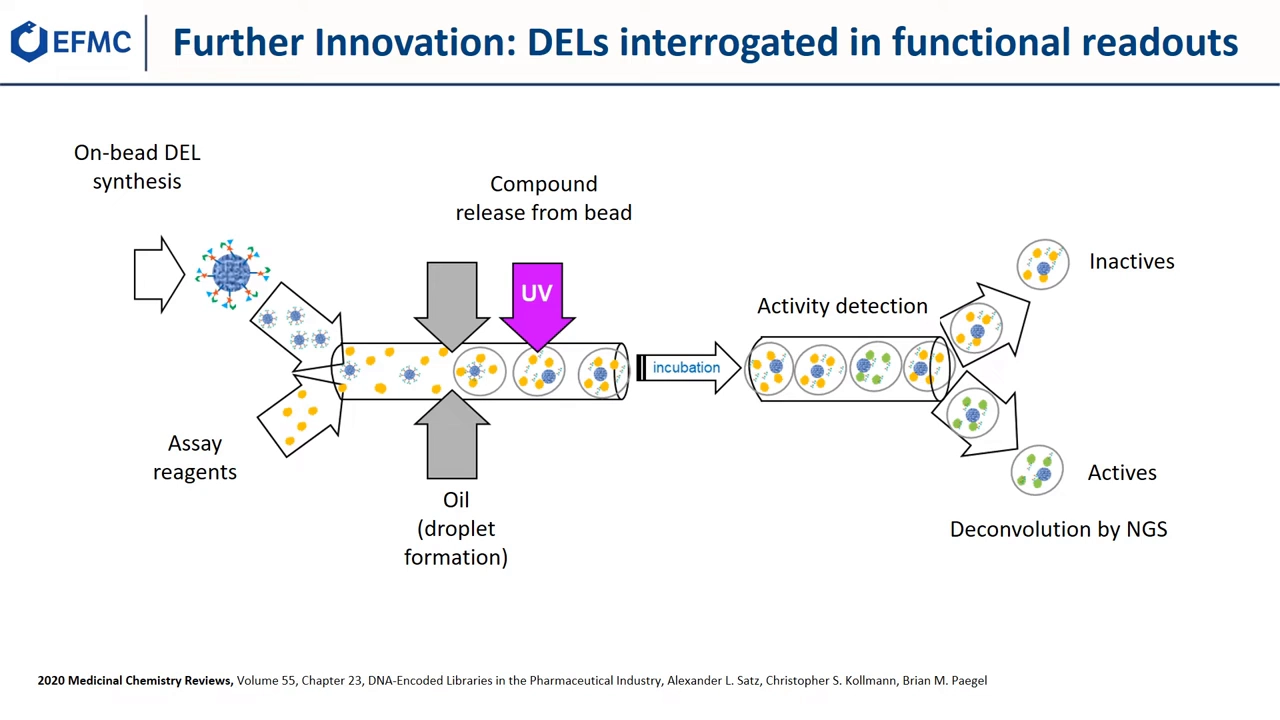 EFMC
Further Innovation: DELs interrogated in functional readouts
On-bead DEL
synthesis
Compound
release from bead
UV
Inactives
Activity detection
incubation
Assay
reagents
Actives
Oil
(droplet
formation)
Deconvolution by NGS
2020 Medicinal Chemistry Reviews, Volume 55, Chapter 23, DNA-Encoded Libraries in the Pharmaceutical Industry, Alexander L. Satz, Christopher S. Kollmann, Brian M. Paegel